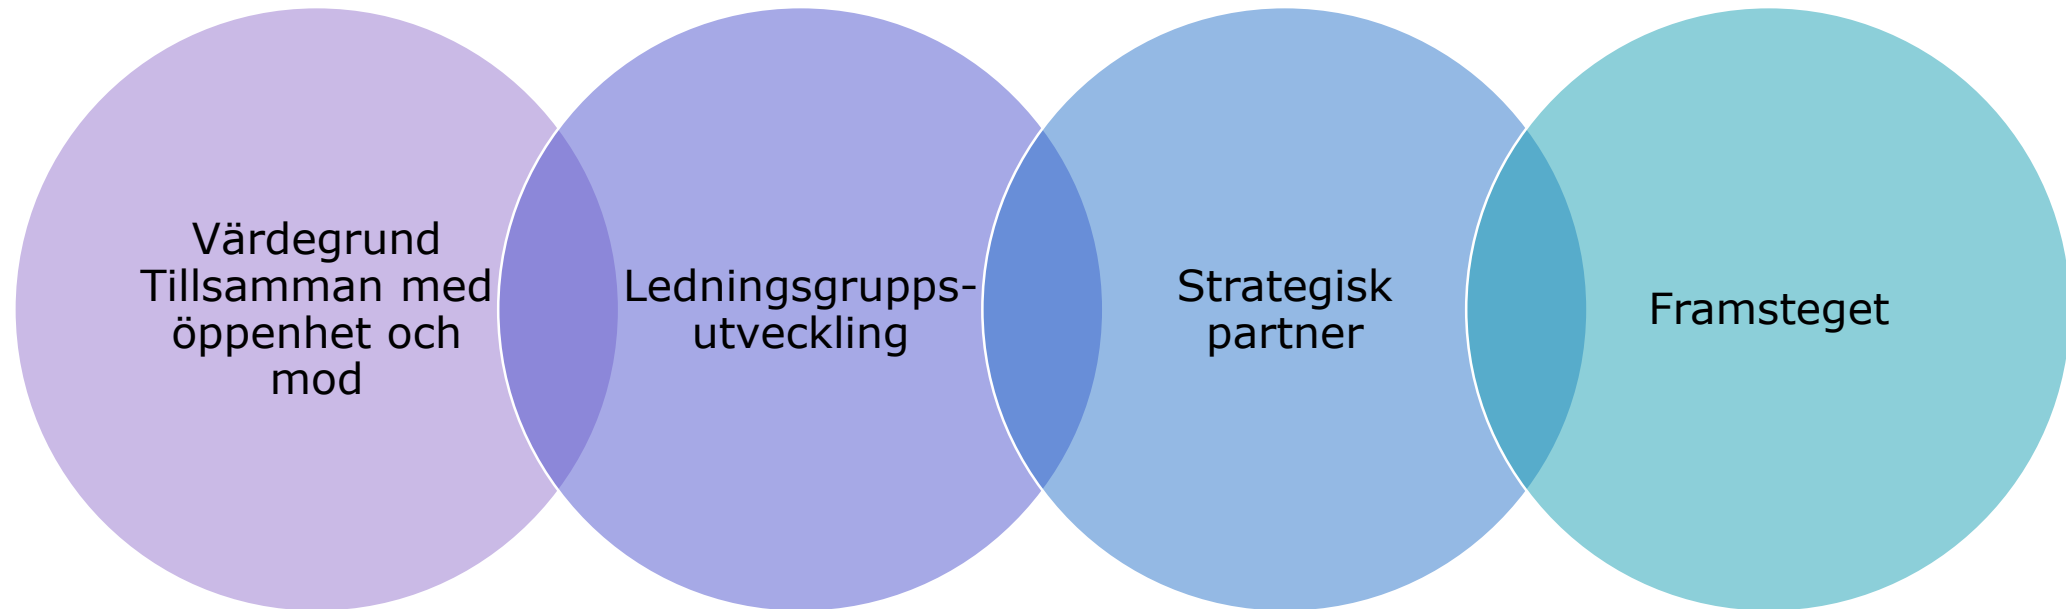 Värdegrund
Tillsamman med
öppenhet och
mod
Ledningsgrupps-
utveckling
Strategisk
partner
Framsteget